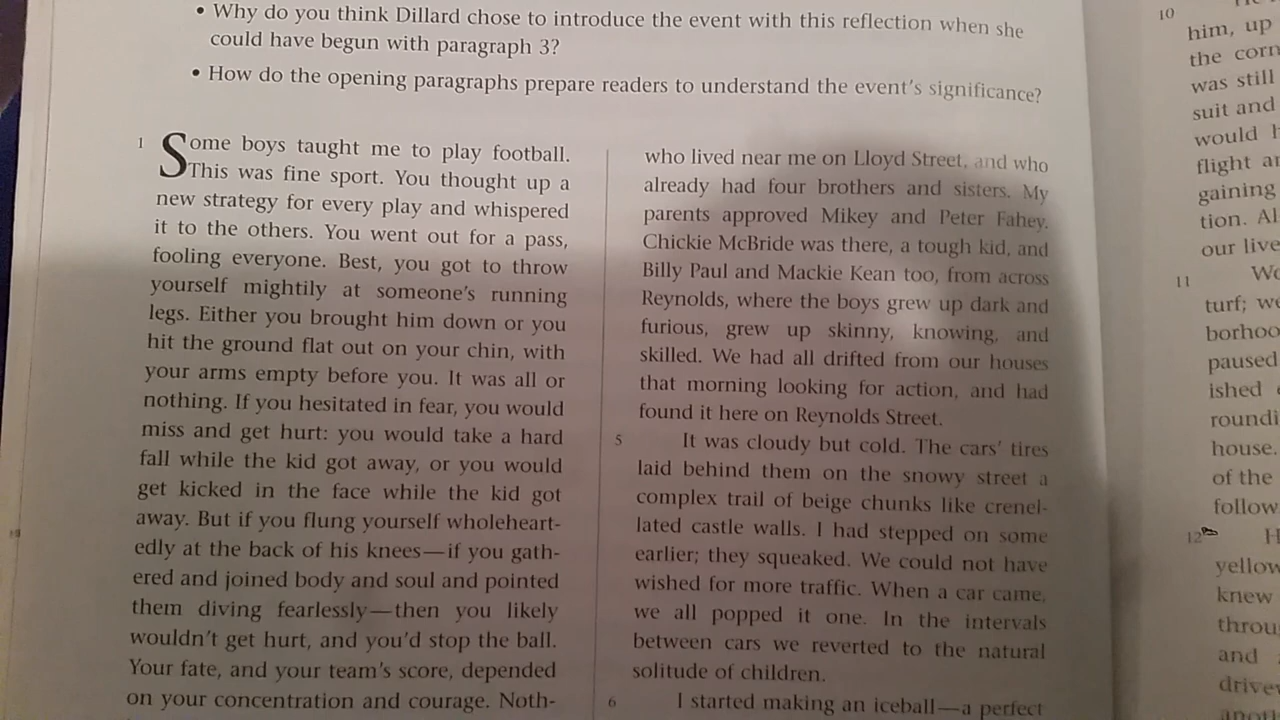 • Why do you think Dillard chose to introduce the event with this reflection when she
could have begun with paragraph 3?
• How do the opening paragraphs prepare readers to understand the event's significance?
1 Some boys taught me to play football.
This was fine sport. You thought up a
new strategy for every play and whispered
it to the others. You went out for a pass,
fooling everyone. Best, you got to throw
yourself mightily at someone's running
legs. Either you brought him down or you
hit the ground flat out on your chin, with
your arms empty before you. It was all or
nothing. If you hesitated in fear, you would
miss and get hurt: you would take a hard
fall while the kid got away, or you would
get kicked in the face while the kid got
away. But if you flung yourself wholeheart-
edly at the back of his knees—if you gath-
ered and joined body and soul and pointed
them diving fearlessly—then you likely
wouldn't get hurt, and you'd stop the ball.
Your fate, and your team's score, depended
on your concentration and courage. Noth-
who lived near me on Lloyd Street, and who
already had four brothers and sisters. My
parents approved Mikey and Peter Fahey.
Chickie McBride was there, a tough kid, and
Billy Paul and Mackie Kean too, from across
Reynolds, where the boys grew up dark and
furious, grew up skinny, knowing, and
skilled. We had all drifted from our houses
that morning looking for action, and had
found it here on Reynolds Street.
5 It was cloudy but cold. The cars' tires
laid behind them on the snowy street a
complex trail of beige chunks like crenel-
lated castle walls. I had stepped on some
earlier; they squeaked. We could not have
wished for more traffic. When a car came,
we all popped it one. In the intervals
between cars we reverted to the natural
solitude of children.
6 I started making an iceball—a perfect
10
him, up
the corn
was still
suit and
would
flight
gaining
tion. Al
our live
11 We
turf; we
borhoo
paused
ished
roundi
house.
of the
follow
12 H
yellow
knew
throu
and
drivew